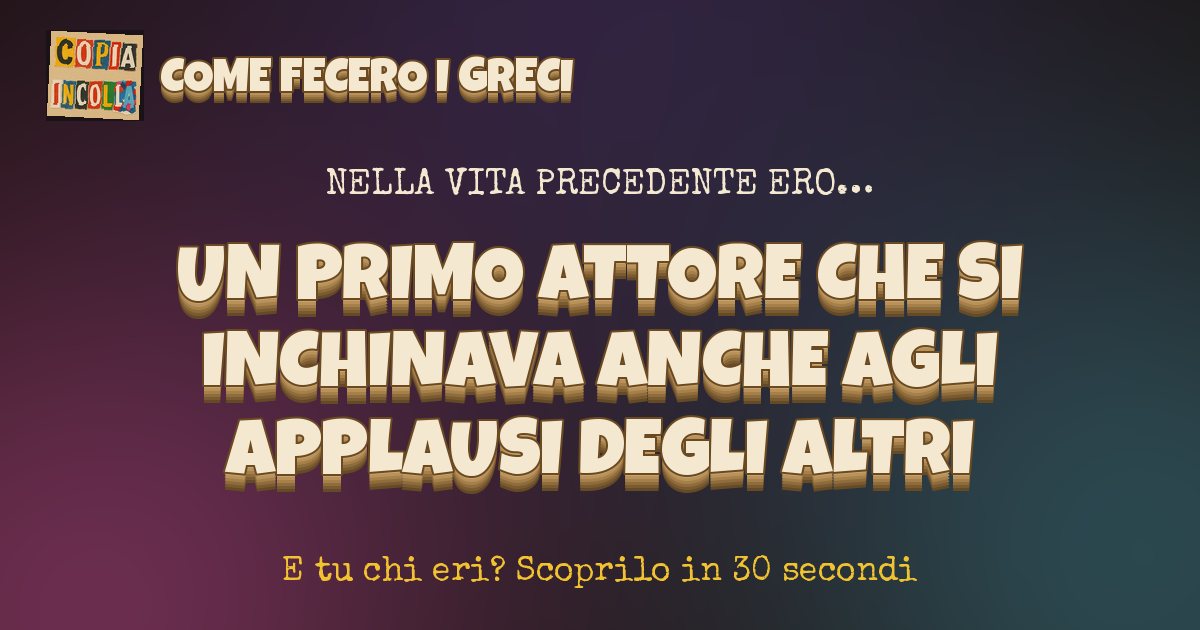 COPIA
INCOLLA
COME FECERO I GRECI
NELLA VITA PRECEDENTE ERO...
UN PRIMO ATTORE CHE SI
INCHINAVA ANCHE AGLI
APPLAUSI DEGLI ALTRI
E tu chi eri? Scoprilo in 30 secondi